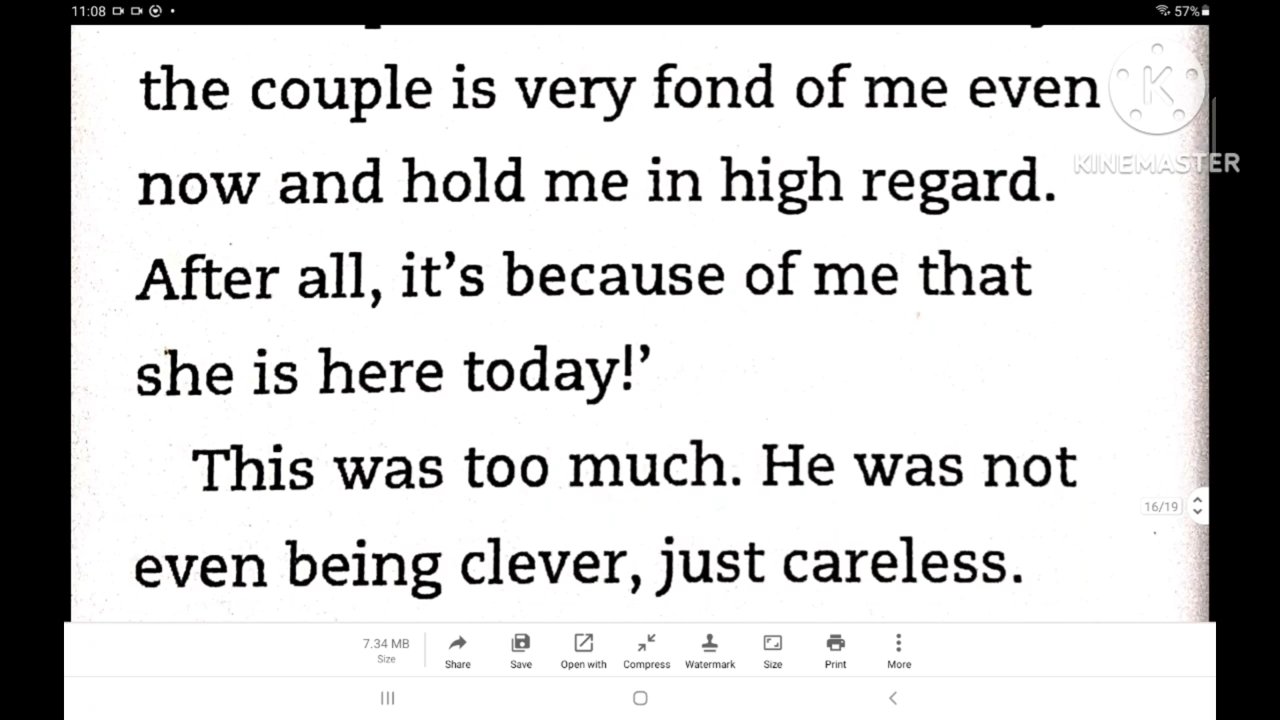 11:08
57%
K
KINEMASTER
the couple is very fond of me even
now and hold me in high regard.
After all, it’s because of me that
she is here today!’
This was too much. He was not
even being clever, just careless.
16/19
7.34 MB
Size
Share
Save
Open with
Compress
Watermark
Size
Print
More